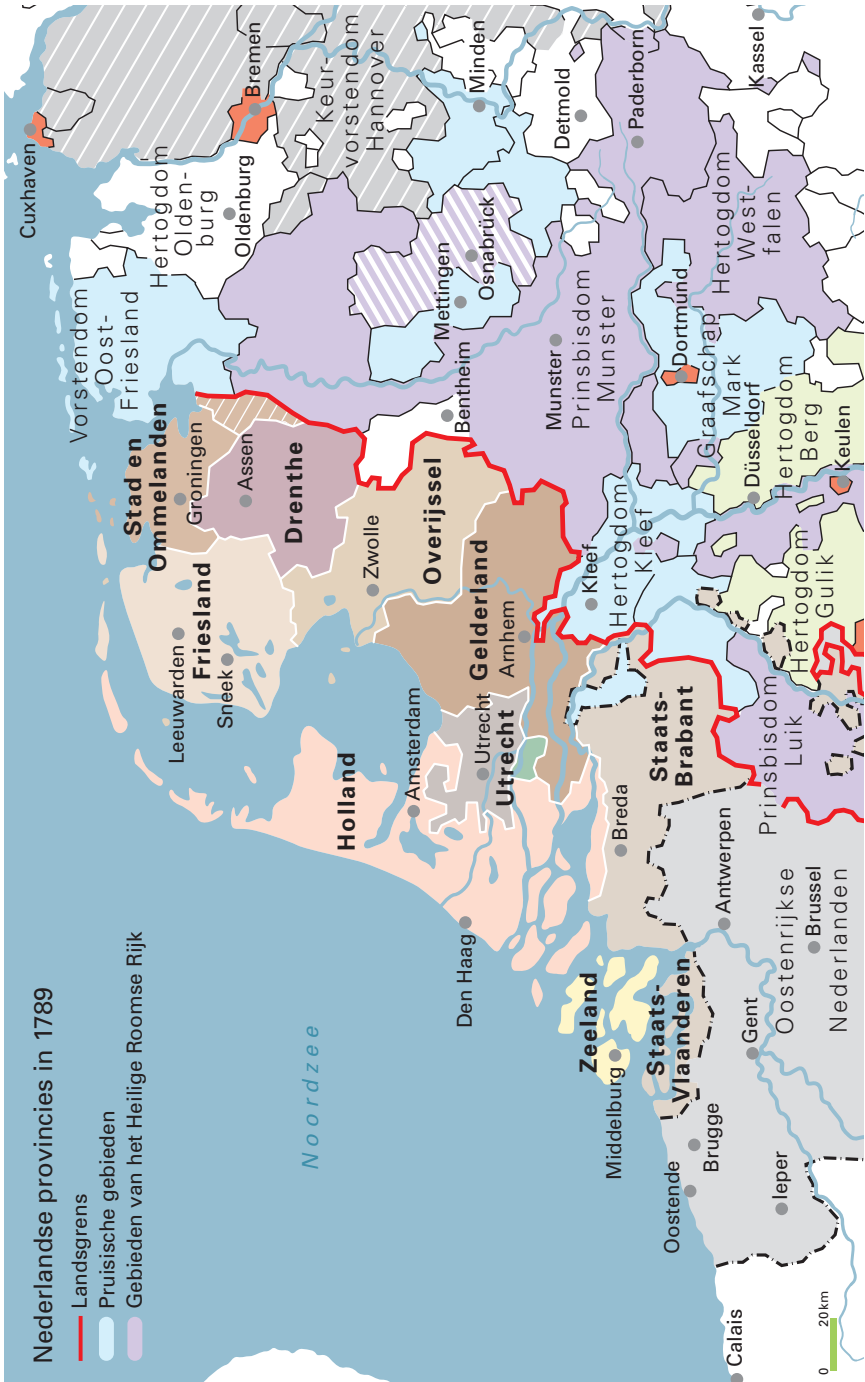 Nederlandse provincies in 1789
Landsgrens
Pruisische gebieden
Gebieden van het Heilige Roomse Rijk
Noordzee
Cuxhaven
Bremen
Keur-
vorstendom
Hannover
Minden
Detmold
Paderborn
Kassel
Hertogdom
Olden-
burg
Oldenburg
Vorstendom
Oost-
Friesland
Mettingen
Osnabrück
Bentheim
Munster
Prinsbisdom
Munster
Hertogdom
West-
falen
Dortmund
Graafschap
Mark
Düsseldorf
Hertogdom
Berg
Keulen
Stad en
Ommelanden
Groningen
Assen
Drenthe
Leeuwarden
Friesland
Sneek
Zwolle
Overijssel
Gelderland
Arnhem
Kleef
Hertogdom
Kleef
Hertogdom
Gulik
Holland
Amsterdam
Utrecht
Utrecht
Den Haag
Breda
Staats-
Brabant
Prinsbisdom
Luik
Zeeland
Middelburg
Staats-
Vlaanderen
Antwerpen
Oostenrijkse
Brussel
Nederlanden
Gent
Brugge
Oostende
Ieper
Calais
0
20 km